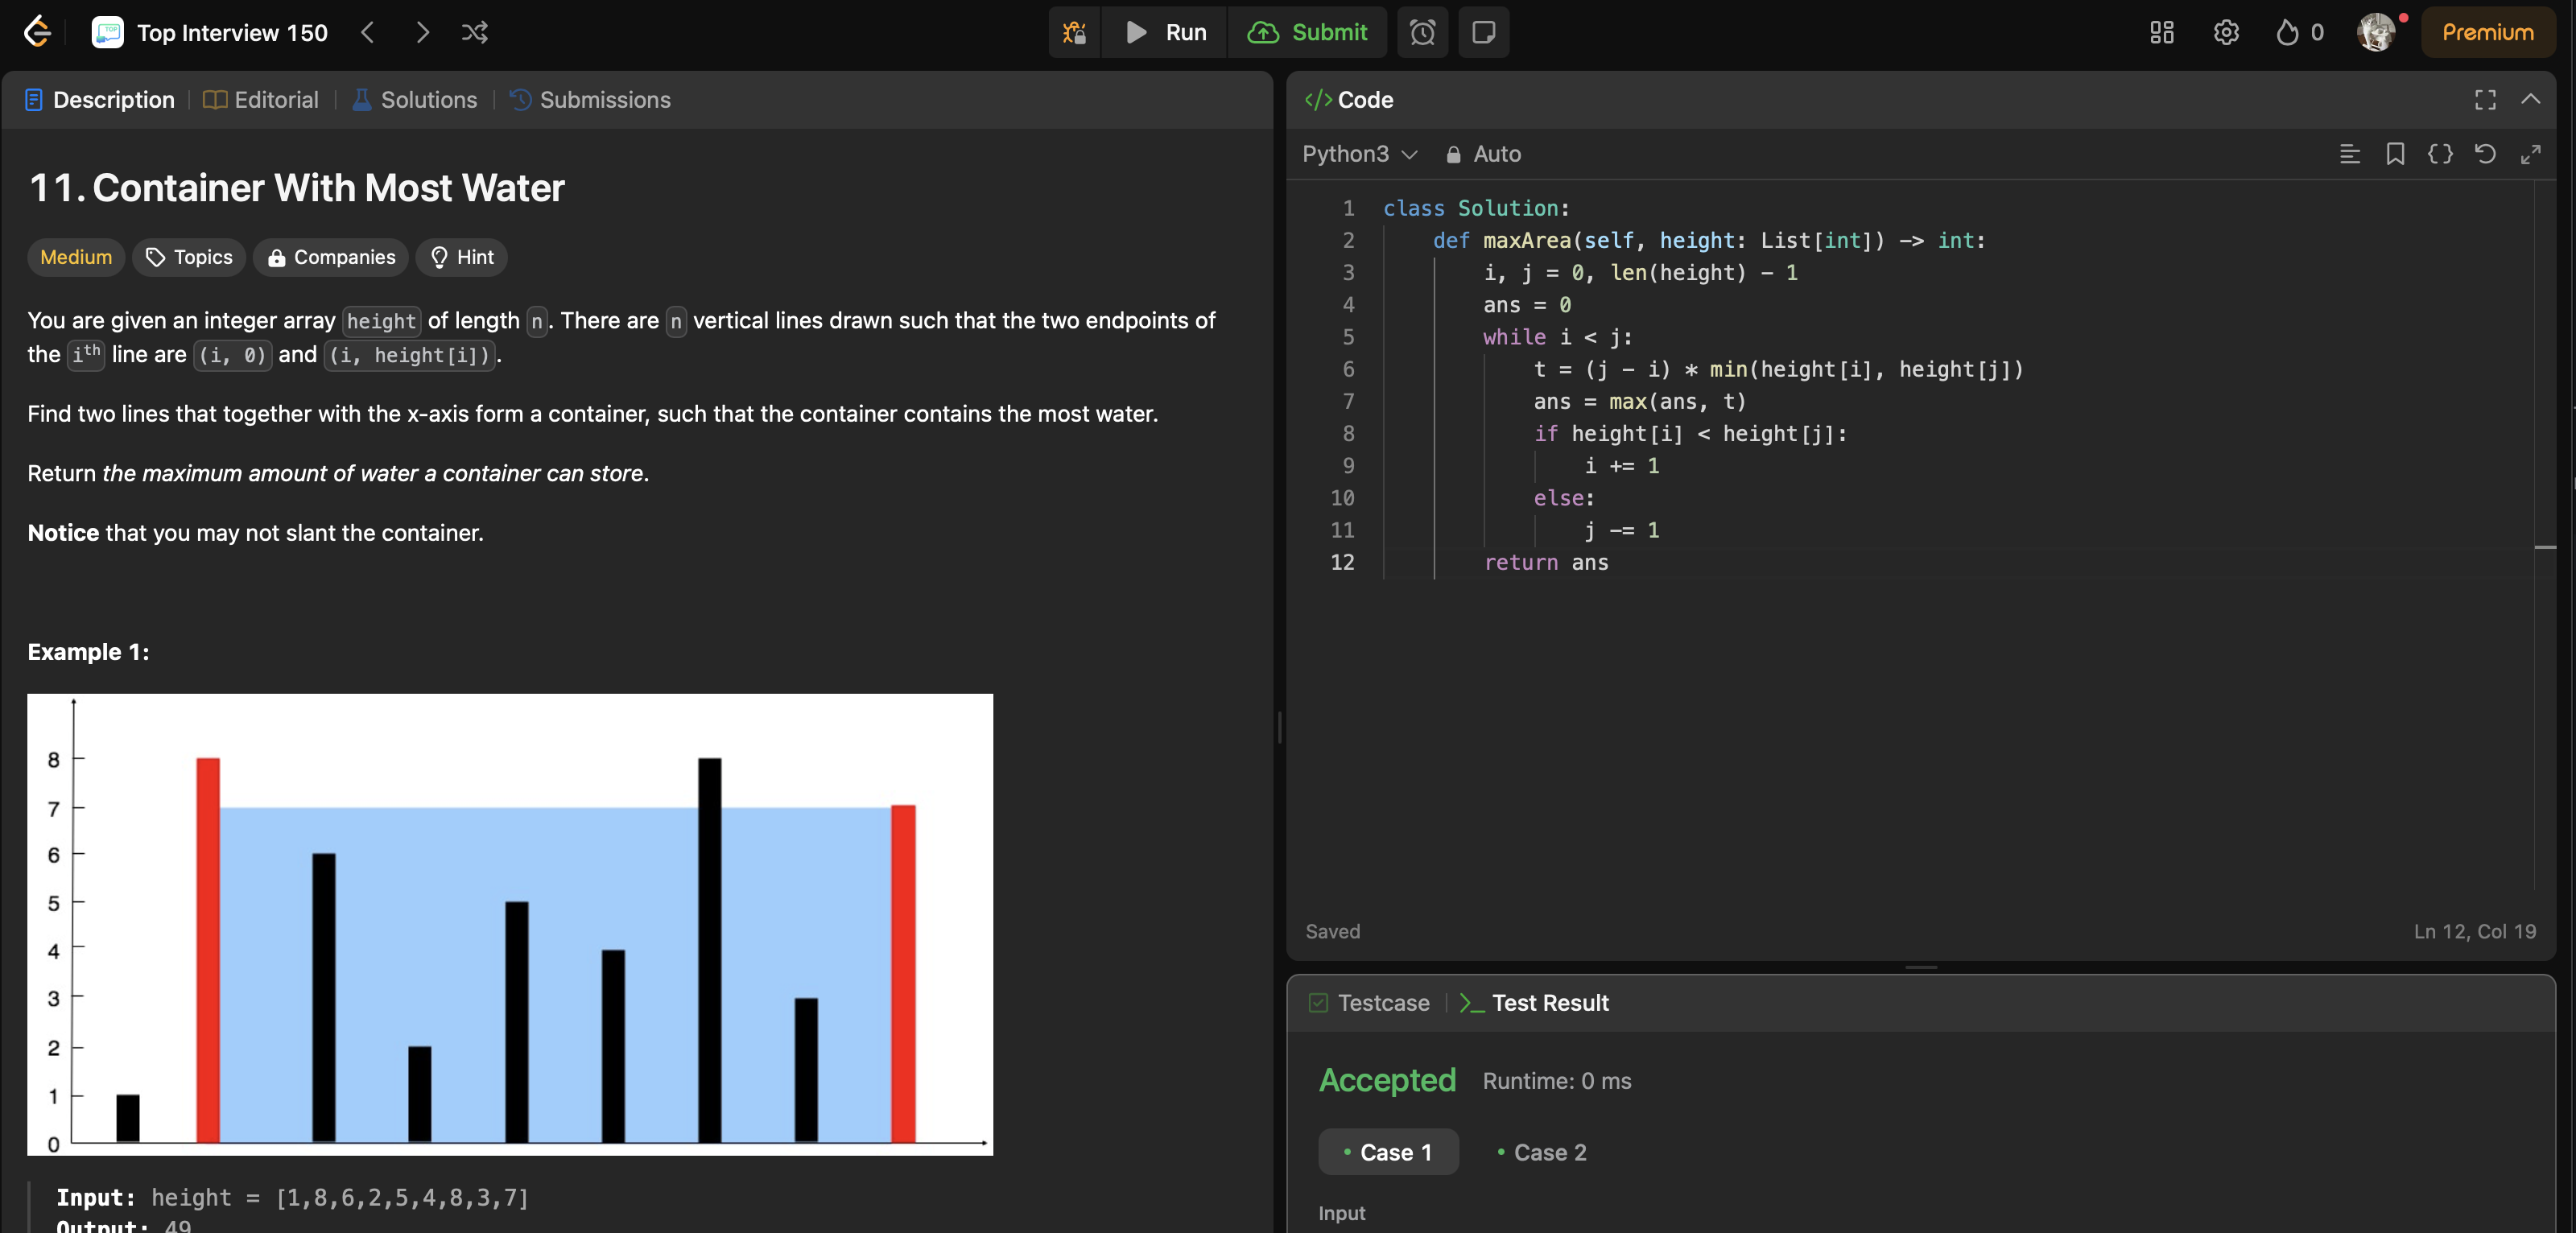 Top Interview 150
Run
Submit
0
Premium
Description
Editorial
Solutions
Submissions
11. Container With Most Water
Medium
Topics
Companies
Hint
You are given an integer array height of length n. There are n vertical lines drawn such that the two endpoints of
the iᵗʰ line are (i, 0) and (i, height[i]).
Find two lines that together with the x-axis form a container, such that the container contains the most water.
Return the maximum amount of water a container can store.
Notice that you may not slant the container.
Example 1:
8
7
6
5
4
3
2
1
0
Input: height = [1,8,6,2,5,4,8,3,7]
Output: 49
Code
Python3
Auto
1 class Solution:
2 def maxArea(self, height: List[int]) -> int:
3 i, j = 0, len(height) - 1
4 ans = 0
5 while i < j:
6 t = (j - i) * min(height[i], height[j])
7 ans = max(ans, t)
8 if height[i] < height[j]:
9 i += 1
10 else:
11 j -= 1
12 return ans
Saved
Ln 12, Col 19
Testcase
Test Result
Accepted
Runtime: 0 ms
Case 1
Case 2
Input